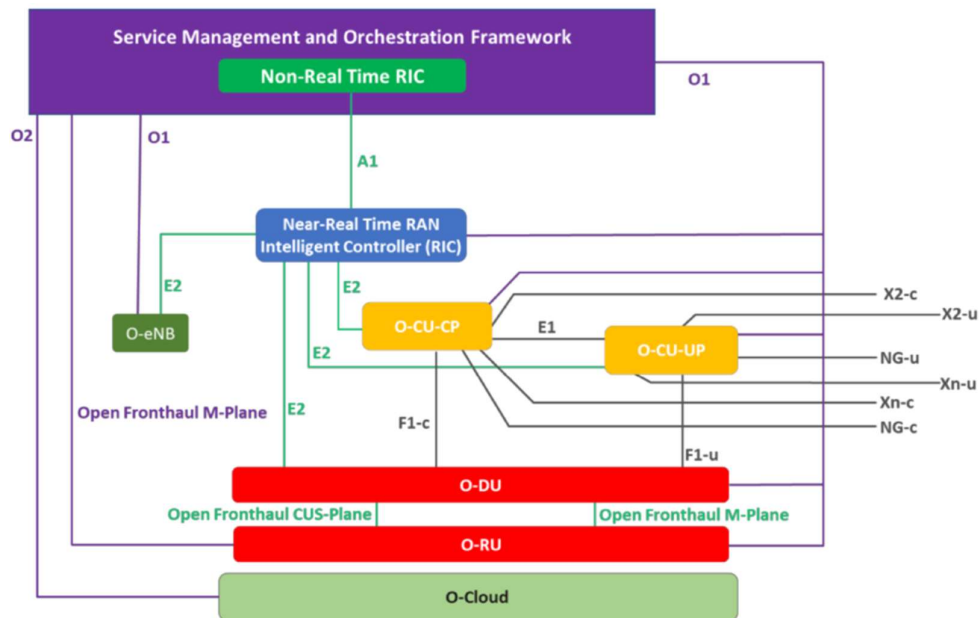 Service Management and Orchestration Framework
Non-Real Time RIC
O1
O2
O1
A1
Near-Real Time RAN
Intelligent Controller (RIC)
E2
E2
X2-c
O-CU-CP
X2-u
O-eNB
E1
O-CU-UP
E2
NG-u
Xn-u
Xn-c
Open Fronthaul M-Plane
E2
F1-c
NG-c
F1-u
O-DU
Open Fronthaul CUS-Plane
Open Fronthaul M-Plane
O-RU
O-Cloud